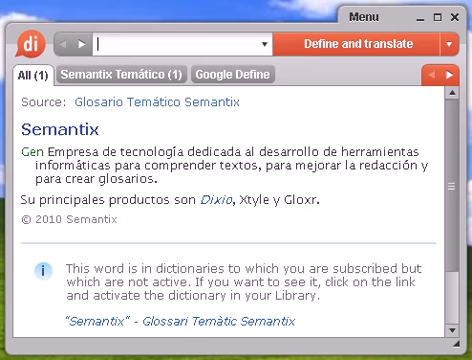 Menu
di
Define and translate
All (1)
Semantix Temático (1)
Google Define
Source: Glosario Temático Semantix
Semantix
Gen Empresa de tecnología dedicada al desarrollo de herramientas
informáticas para comprender textos, para mejorar la redacción y
para crear glosarios.
Su principales producto son Dixio, Xtyle y Gloxr.
© 2010 Semantix
i
This word is in dictionaries to which you are subscribed but
which are not active. If you want to see it, click on the link
and activate the dictionary in your Library.
"Semantix" - Glossari Temàtic Semantix